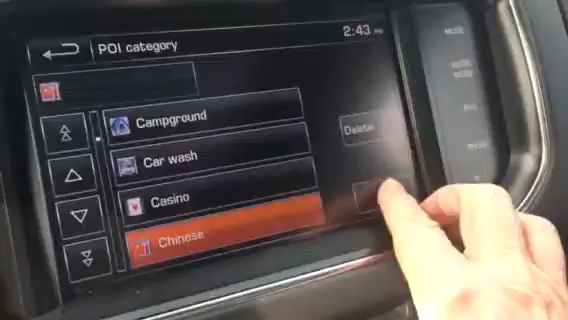 POI category
2:43
Campground
Car wash
Casino
Chinese
Delete